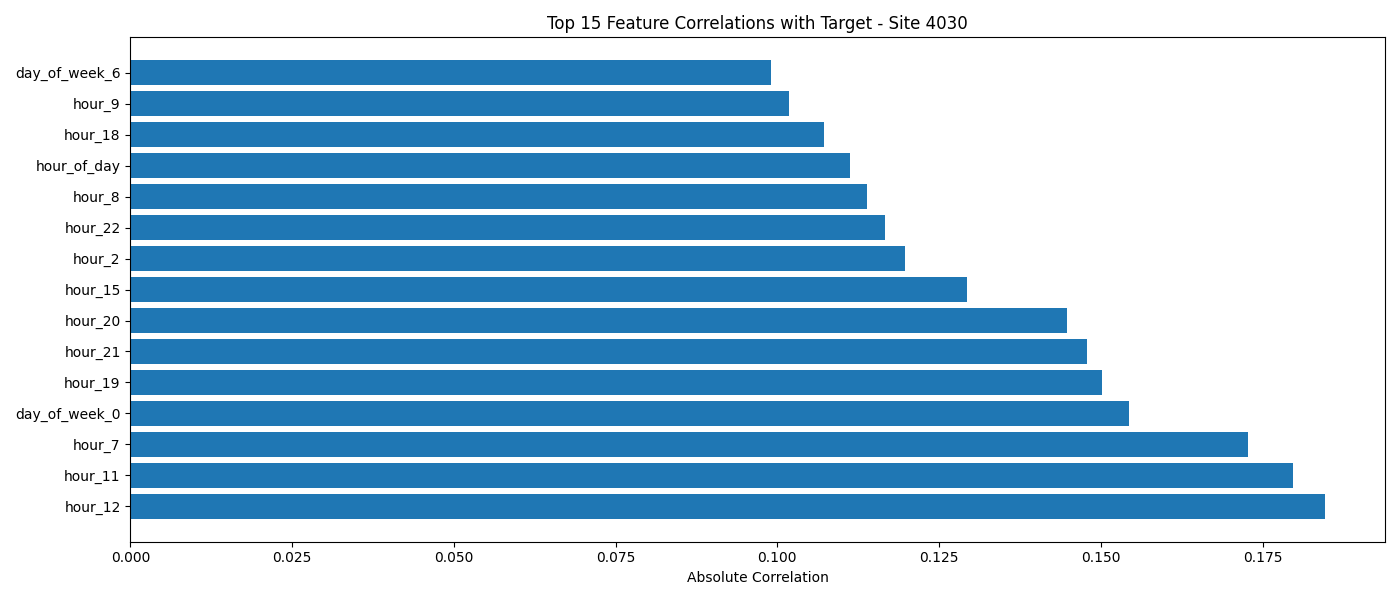 Top 15 Feature Correlations with Target - Site 4030
day_of_week_6
hour_9
hour_18
hour_of_day
hour_8
hour_22
hour_2
hour_15
hour_20
hour_21
hour_19
day_of_week_0
hour_7
hour_11
hour_12
0.000 0.025 0.050 0.075 0.100 0.125 0.150 0.175
Absolute Correlation